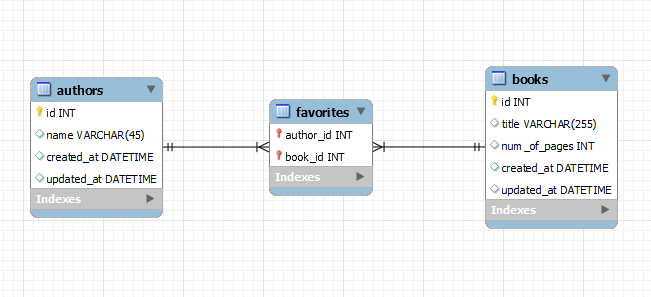 authors
id INT
name VARCHAR(45)
created_at DATETIME
updated_at DATETIME
Indexes
favorites
author_id INT
book_id INT
Indexes
books
id INT
title VARCHAR(255)
num _of_pages INT
created_at DATETIME
updated_at DATETIME
Indexes